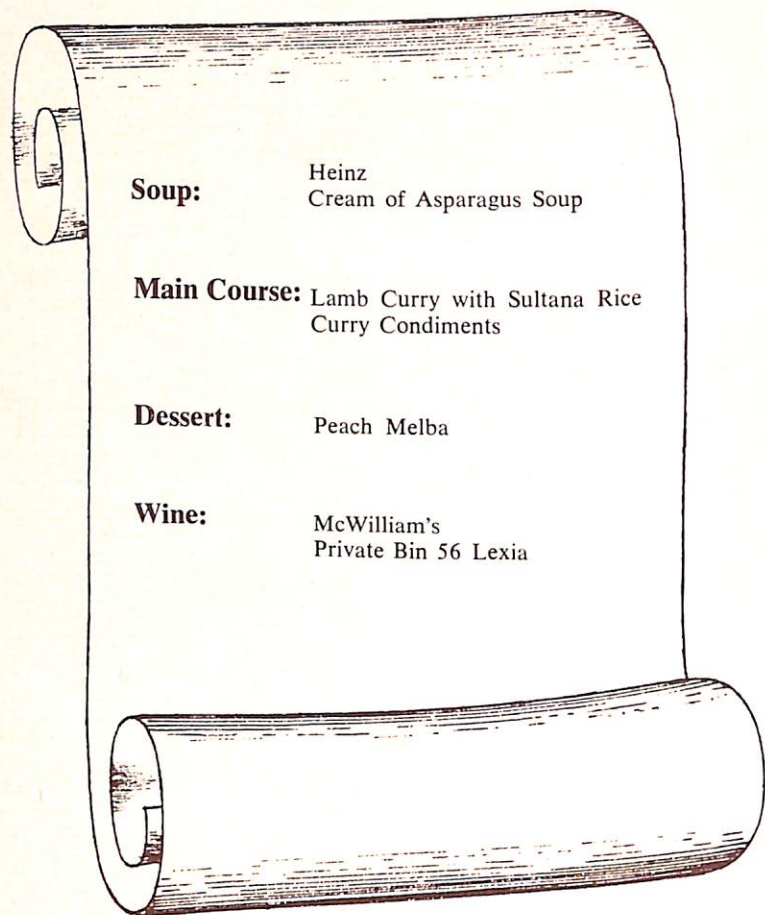 Soup: Heinz
Cream of Asparagus Soup
Main Course: Lamb Curry with Sultana Rice
Curry Condiments
Dessert: Peach Melba
Wine: McWilliam's
Private Bin 56 Lexia